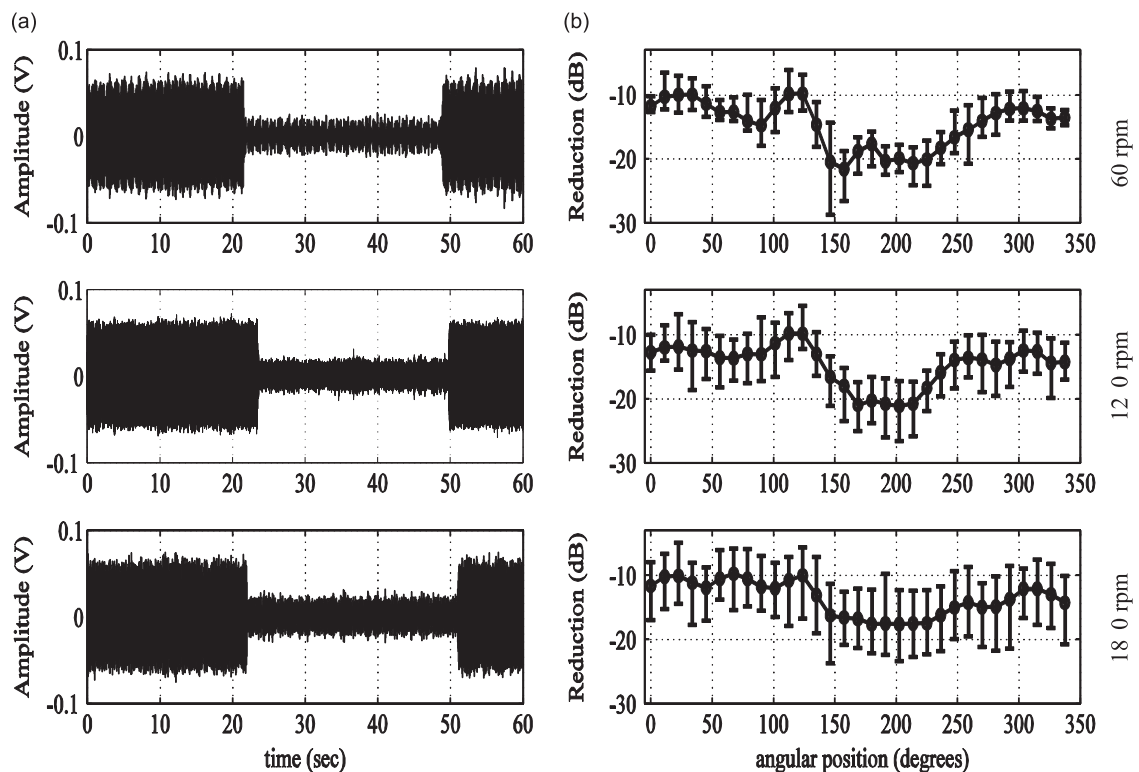 (a)
(b)
Amplitude (V)
0.1
0
-0.1
0 10 20 30 40 50 60
Reduction (dB)
-10
-20
-30
0 50 100 150 200 250 300 350
60 rpm
Amplitude (V)
0.1
0
-0.1
0 10 20 30 40 50 60
Reduction (dB)
-10
-20
-30
0 50 100 150 200 250 300 350
12 0 rpm
Amplitude (V)
0.1
0
-0.1
0 10 20 30 40 50 60
time (sec)
Reduction (dB)
-10
-20
-30
0 50 100 150 200 250 300 350
angular position (degrees)
18 0 rpm